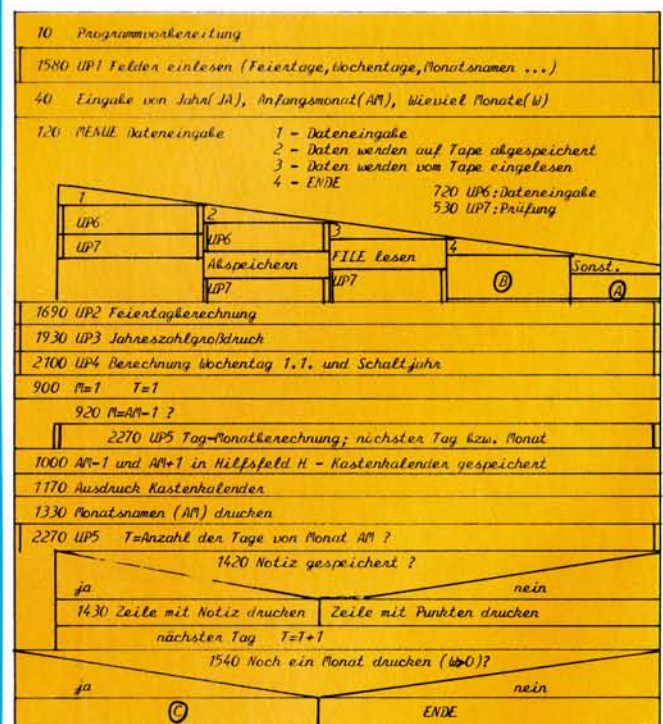 10 Programmvorbereitung
1580 UP1 Felder einlesen (Feiertage,Wochentage,Monatsnamen ...)
40 Eingabe von Jahr(JA), Anfangsmonat(AM), Wieviel Monate(W)
120 MENUE Dateneingabe 1 - Dateneingabe
2 - Daten werden auf Tape abgespeichert
3 - Daten werden vom Tape eingelesen
4 - ENDE
720 UP6:Dateneingabe
530 UP7:Prüfung
1
UP6
UP7
2
UP6
Abspeichern
UP7
3
FILE lesen
UP7
4
B
Sonst.
A
1690 UP2 Feiertagberechnung
1930 UP3 Jahreszahlgroßdruck
2100 UP4 Berechnung Wochentag 1.1. und Schaltjahr
900 M=1 T=1
920 M=AM-1 ?
2270 UP5 Tag-Monatberechnung; nächster Tag bzw. Monat
1000 AM-1 und AM+1 in Hilfsfeld H - Kastenkalender gespeichert
1170 Ausdruck Kastenkalender
1330 Monatsnamen (AM) drucken
2270 UP5 T=Anzahl der Tage von Monat AM ?
1420 Notiz gespeichert ?
ja nein
1430 Zeile mit Notiz drucken Zeile mit Punkten drucken
nächster Tag T=T+1
1540 Noch ein Monat drucken (W>0)?
ja nein
C ENDE